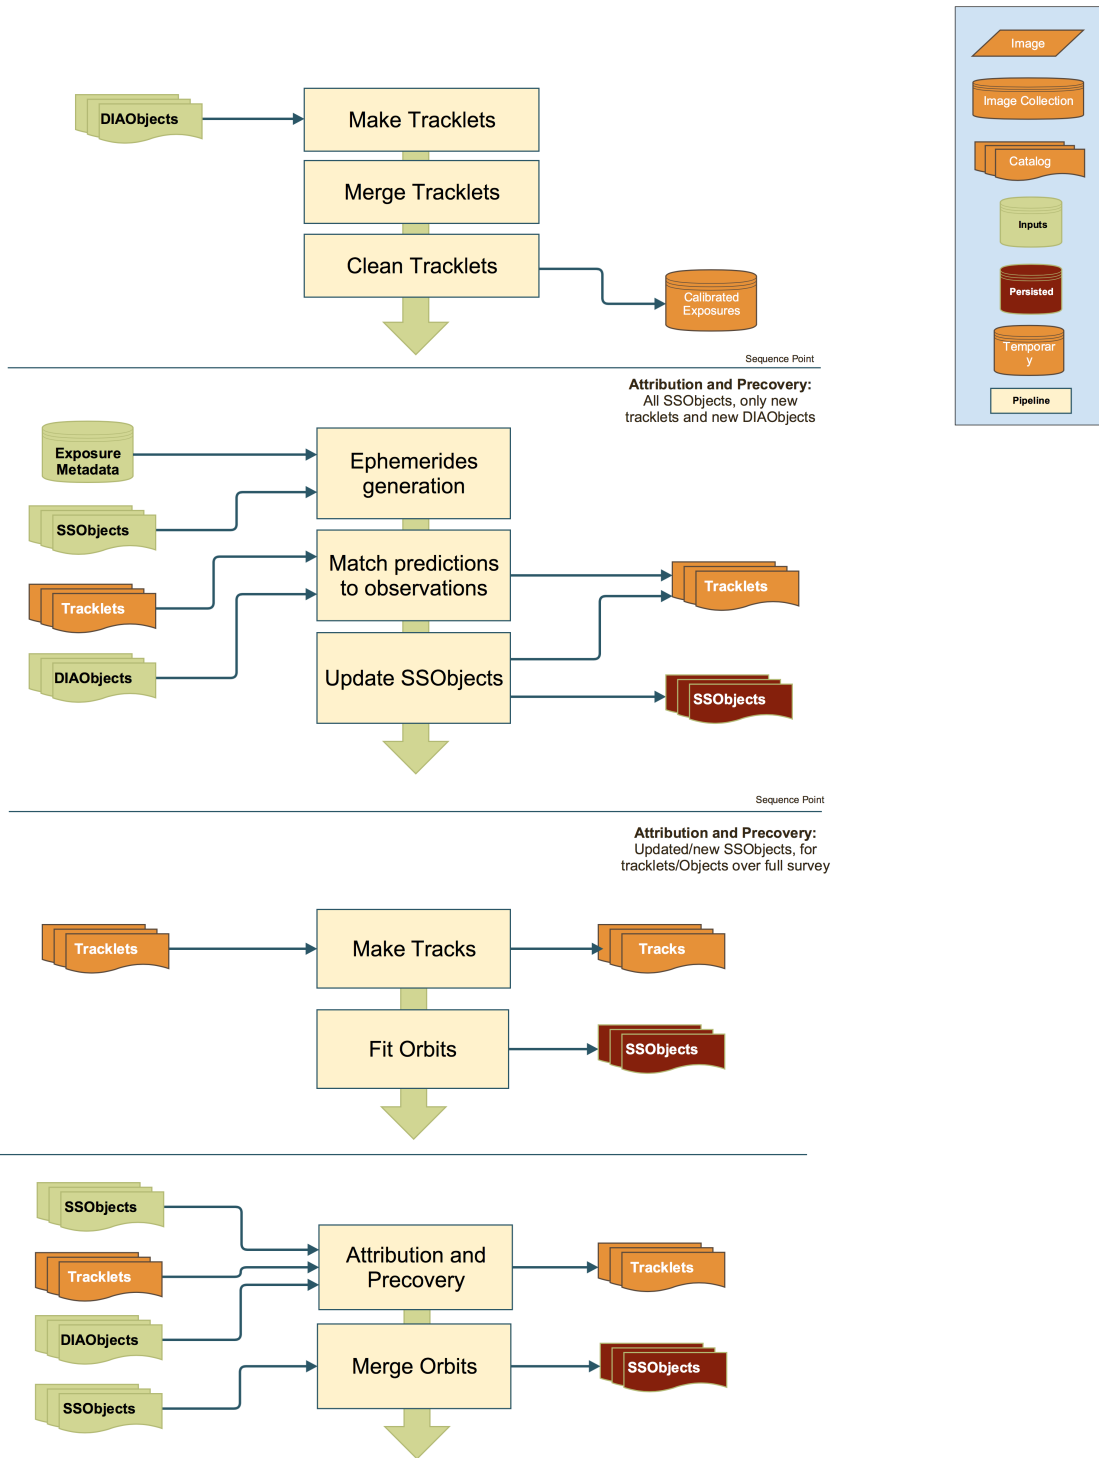 Image
Image Collection
Catalog
Inputs
Persisted
Temporar
y
Pipeline
DIAObjects
Make Tracklets
Merge Tracklets
Clean Tracklets
Calibrated
Exposures
Sequence Point
Attribution and Precovery:
All SSObjects, only new
tracklets and new DIAObjects
Exposure
Metadata
SSObjects
Tracklets
DIAObjects
Ephemerides
generation
Match predictions
to observations
Update SSObjects
Tracklets
SSObjects
Sequence Point
Attribution and Precovery:
Updated/new SSObjects, for
tracklets/Objects over full survey
Tracklets
Make Tracks
Tracks
Fit Orbits
SSObjects
SSObjects
Tracklets
DIAObjects
SSObjects
Attribution and
Precovery
Merge Orbits
Tracklets
SSObjects